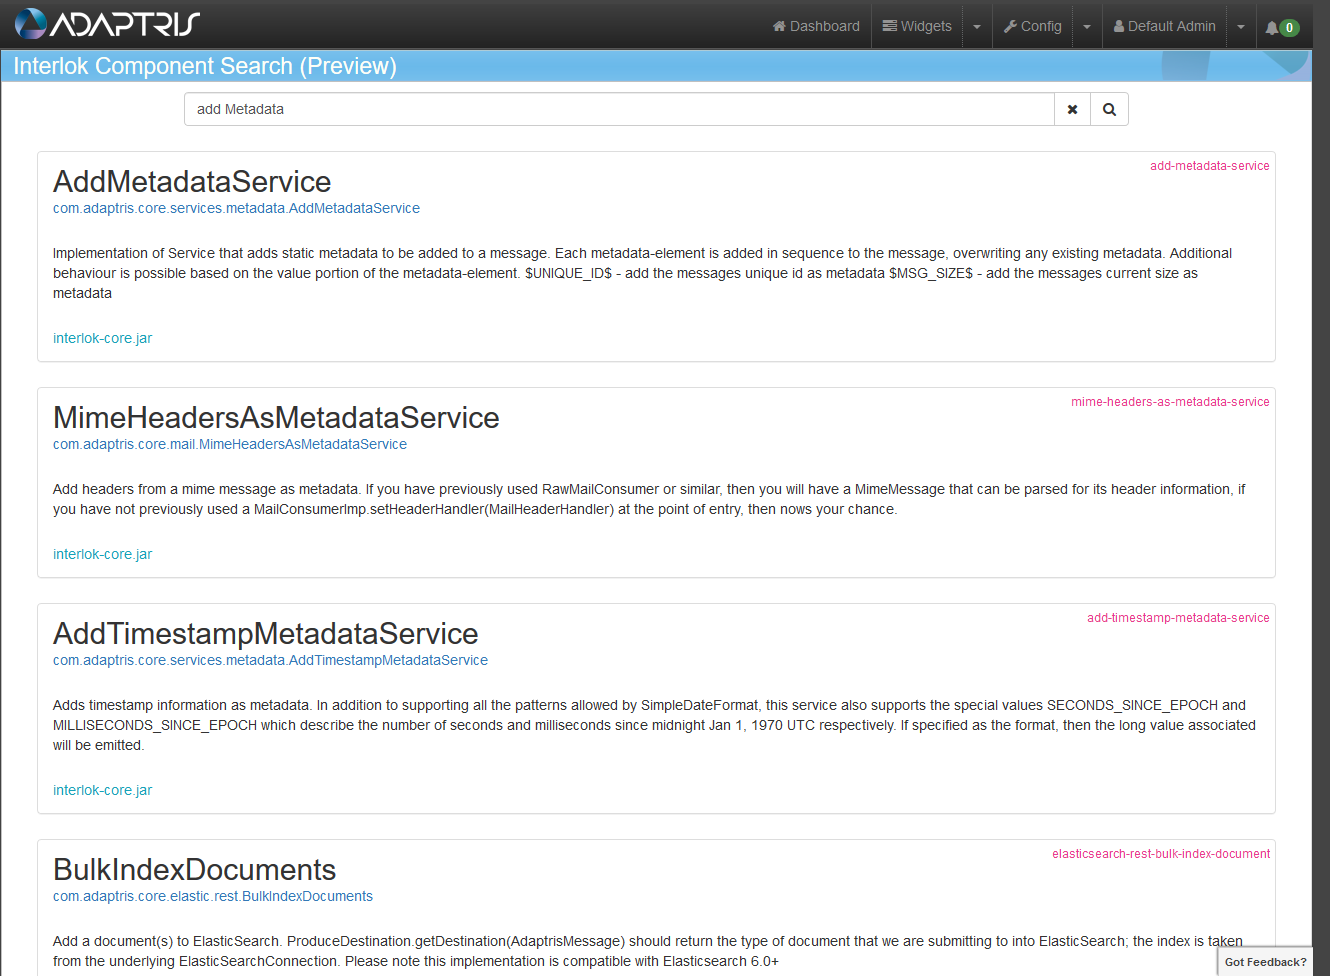 ADAPTRIS
Dashboard Widgets Config Default Admin 0
Interlok Component Search (Preview)
add Metadata
AddMetadataService
add-metadata-service
com.adaptris.core.services.metadata.AddMetadataService
Implementation of Service that adds static metadata to be added to a message. Each metadata-element is added in sequence to the message, overwriting any existing metadata. Additional
behaviour is possible based on the value portion of the metadata-element. $UNIQUE_ID$ - add the messages unique id as metadata $MSG_SIZE$ - add the messages current size as
metadata
interlok-core.jar
MimeHeadersAsMetadataService
mime-headers-as-metadata-service
com.adaptris.core.mail.MimeHeadersAsMetadataService
Add headers from a mime message as metadata. If you have previously used RawMailConsumer or similar, then you will have a MimeMessage that can be parsed for its header information, if
you have not previously used a MailConsumerImp.setHeaderHandler(MailHeaderHandler) at the point of entry, then nows your chance.
interlok-core.jar
AddTimestampMetadataService
add-timestamp-metadata-service
com.adaptris.core.services.metadata.AddTimestampMetadataService
Adds timestamp information as metadata. In addition to supporting all the patterns allowed by SimpleDateFormat, this service also supports the special values SECONDS_SINCE_EPOCH and
MILLISECONDS_SINCE_EPOCH which describe the number of seconds and milliseconds since midnight Jan 1, 1970 UTC respectively. If specified as the format, then the long value associated
will be emitted.
interlok-core.jar
BulkIndexDocuments
elasticsearch-rest-bulk-index-document
com.adaptris.core.elastic.rest.BulkIndexDocuments
Add a document(s) to ElasticSearch. ProduceDestination.getDestination(AdaptrisMessage) should return the type of document that we are submitting to into ElasticSearch; the index is taken
from the underlying ElasticSearchConnection. Please note this implementation is compatible with Elasticsearch 6.0+
Got Feedback?